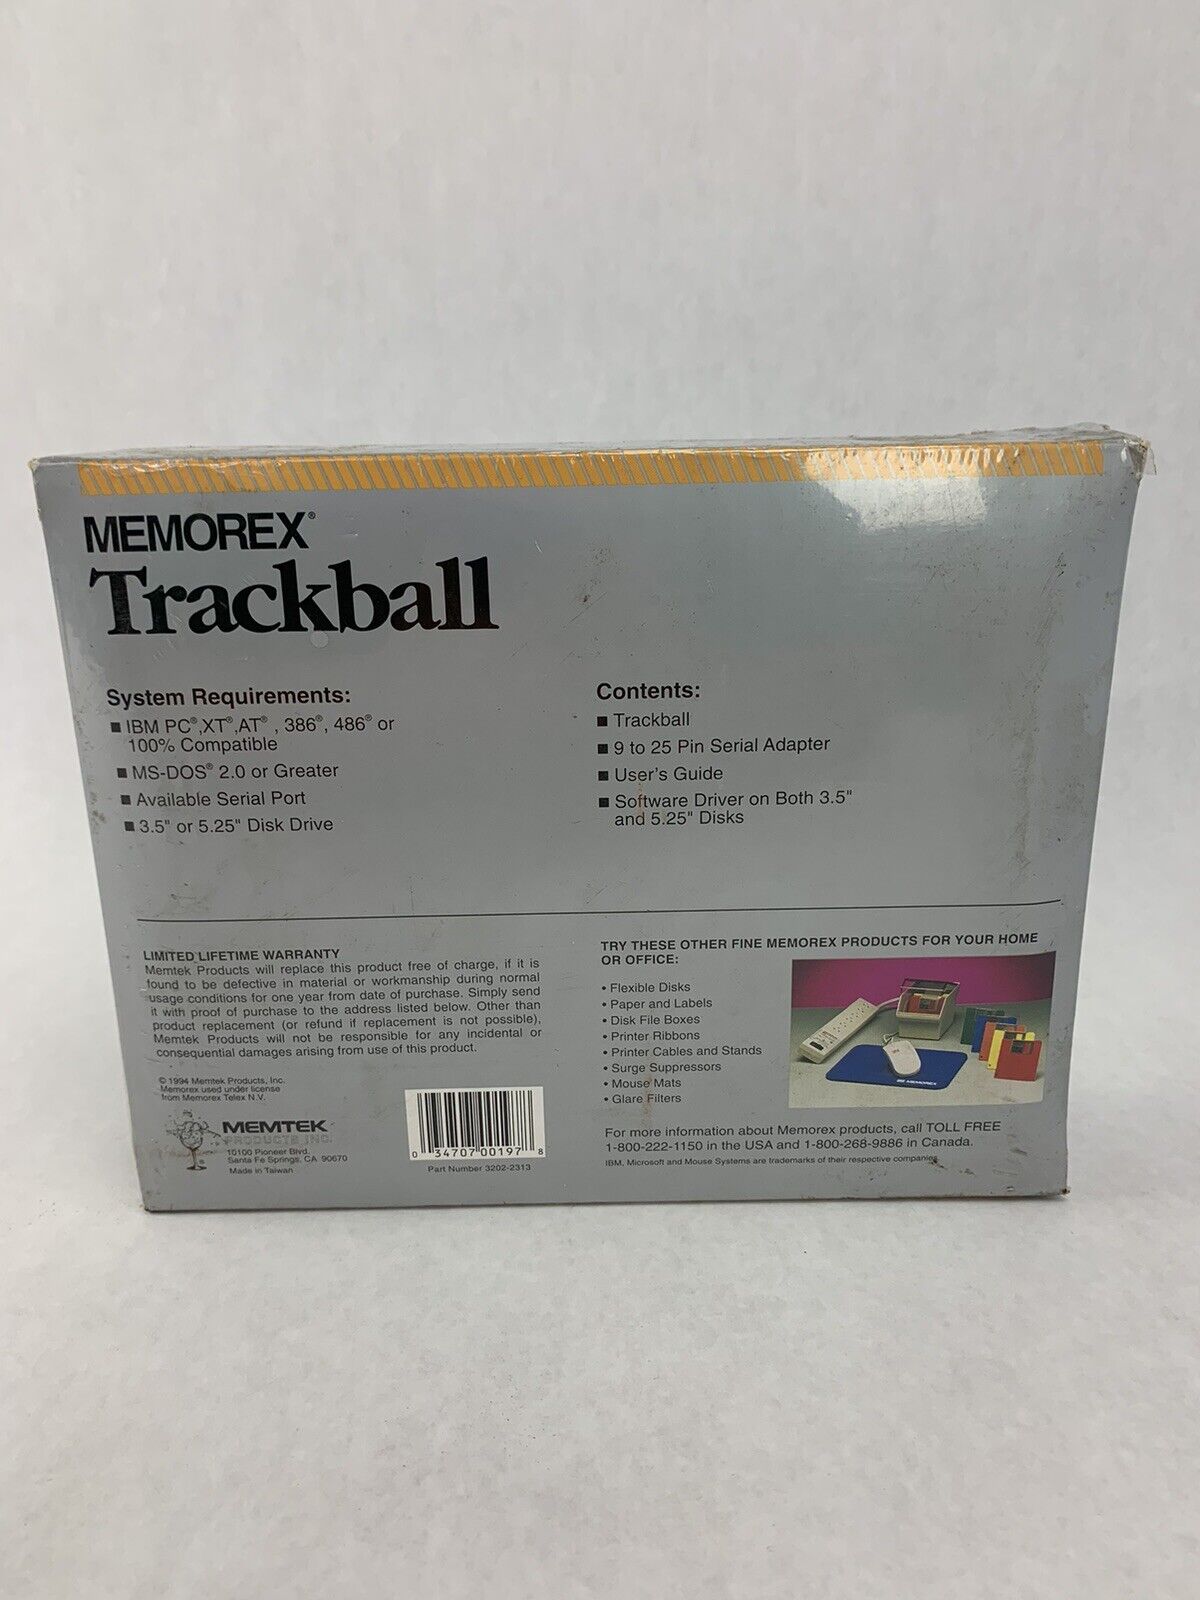 MEMOREX®
Trackball
System Requirements:
■ IBM PC®,XT®,AT® , 386®, 486® or
100% Compatible
■ MS-DOS® 2.0 or Greater
■ Available Serial Port
■ 3.5" or 5.25" Disk Drive
Contents:
■ Trackball
■ 9 to 25 Pin Serial Adapter
■ User's Guide
■ Software Driver on Both 3.5"
and 5.25" Disks
LIMITED LIFETIME WARRANTY
Memtek Products will replace this product free of charge, if it is
found to be defective in material or workmanship during normal
usage conditions for one year from date of purchase. Simply send
it with proof of purchase to the address listed below. Other than
product replacement (or refund if replacement is not possible),
Memtek Products will not be responsible for any incidental or
consequential damages arising from use of this product.
© 1994 Memtek Products, Inc.
Memorex used under license
from Memorex Telex N.V.
MEMTEK
PRODUCTS INC.
10100 Pioneer Blvd.
Santa Fe Springs, CA 90670
Made in Taiwan
0 34707 00197 8
Part Number 3202-2313
TRY THESE OTHER FINE MEMOREX PRODUCTS FOR YOUR HOME
OR OFFICE:
• Flexible Disks
• Paper and Labels
• Disk File Boxes
• Printer Ribbons
• Printer Cables and Stands
• Surge Suppressors
• Mouse Mats
• Glare Filters
MEMOREX
For more information about Memorex products, call TOLL FREE
1-800-222-1150 in the USA and 1-800-268-9886 in Canada.
IBM, Microsoft and Mouse Systems are trademarks of their respective companies.